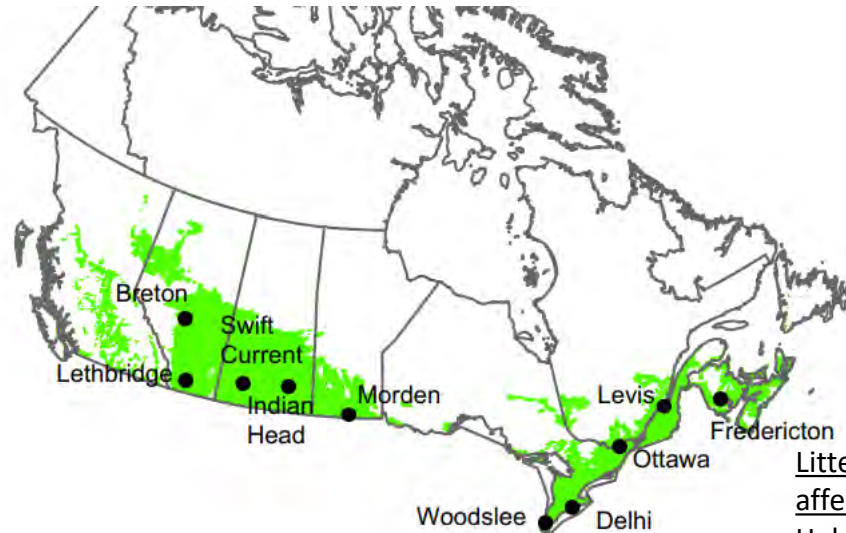 Breton
Swift
Current
Lethbridge
Indian
Head
Morden
Levis
Fredericton
Ottawa
Woodslee
Delhi